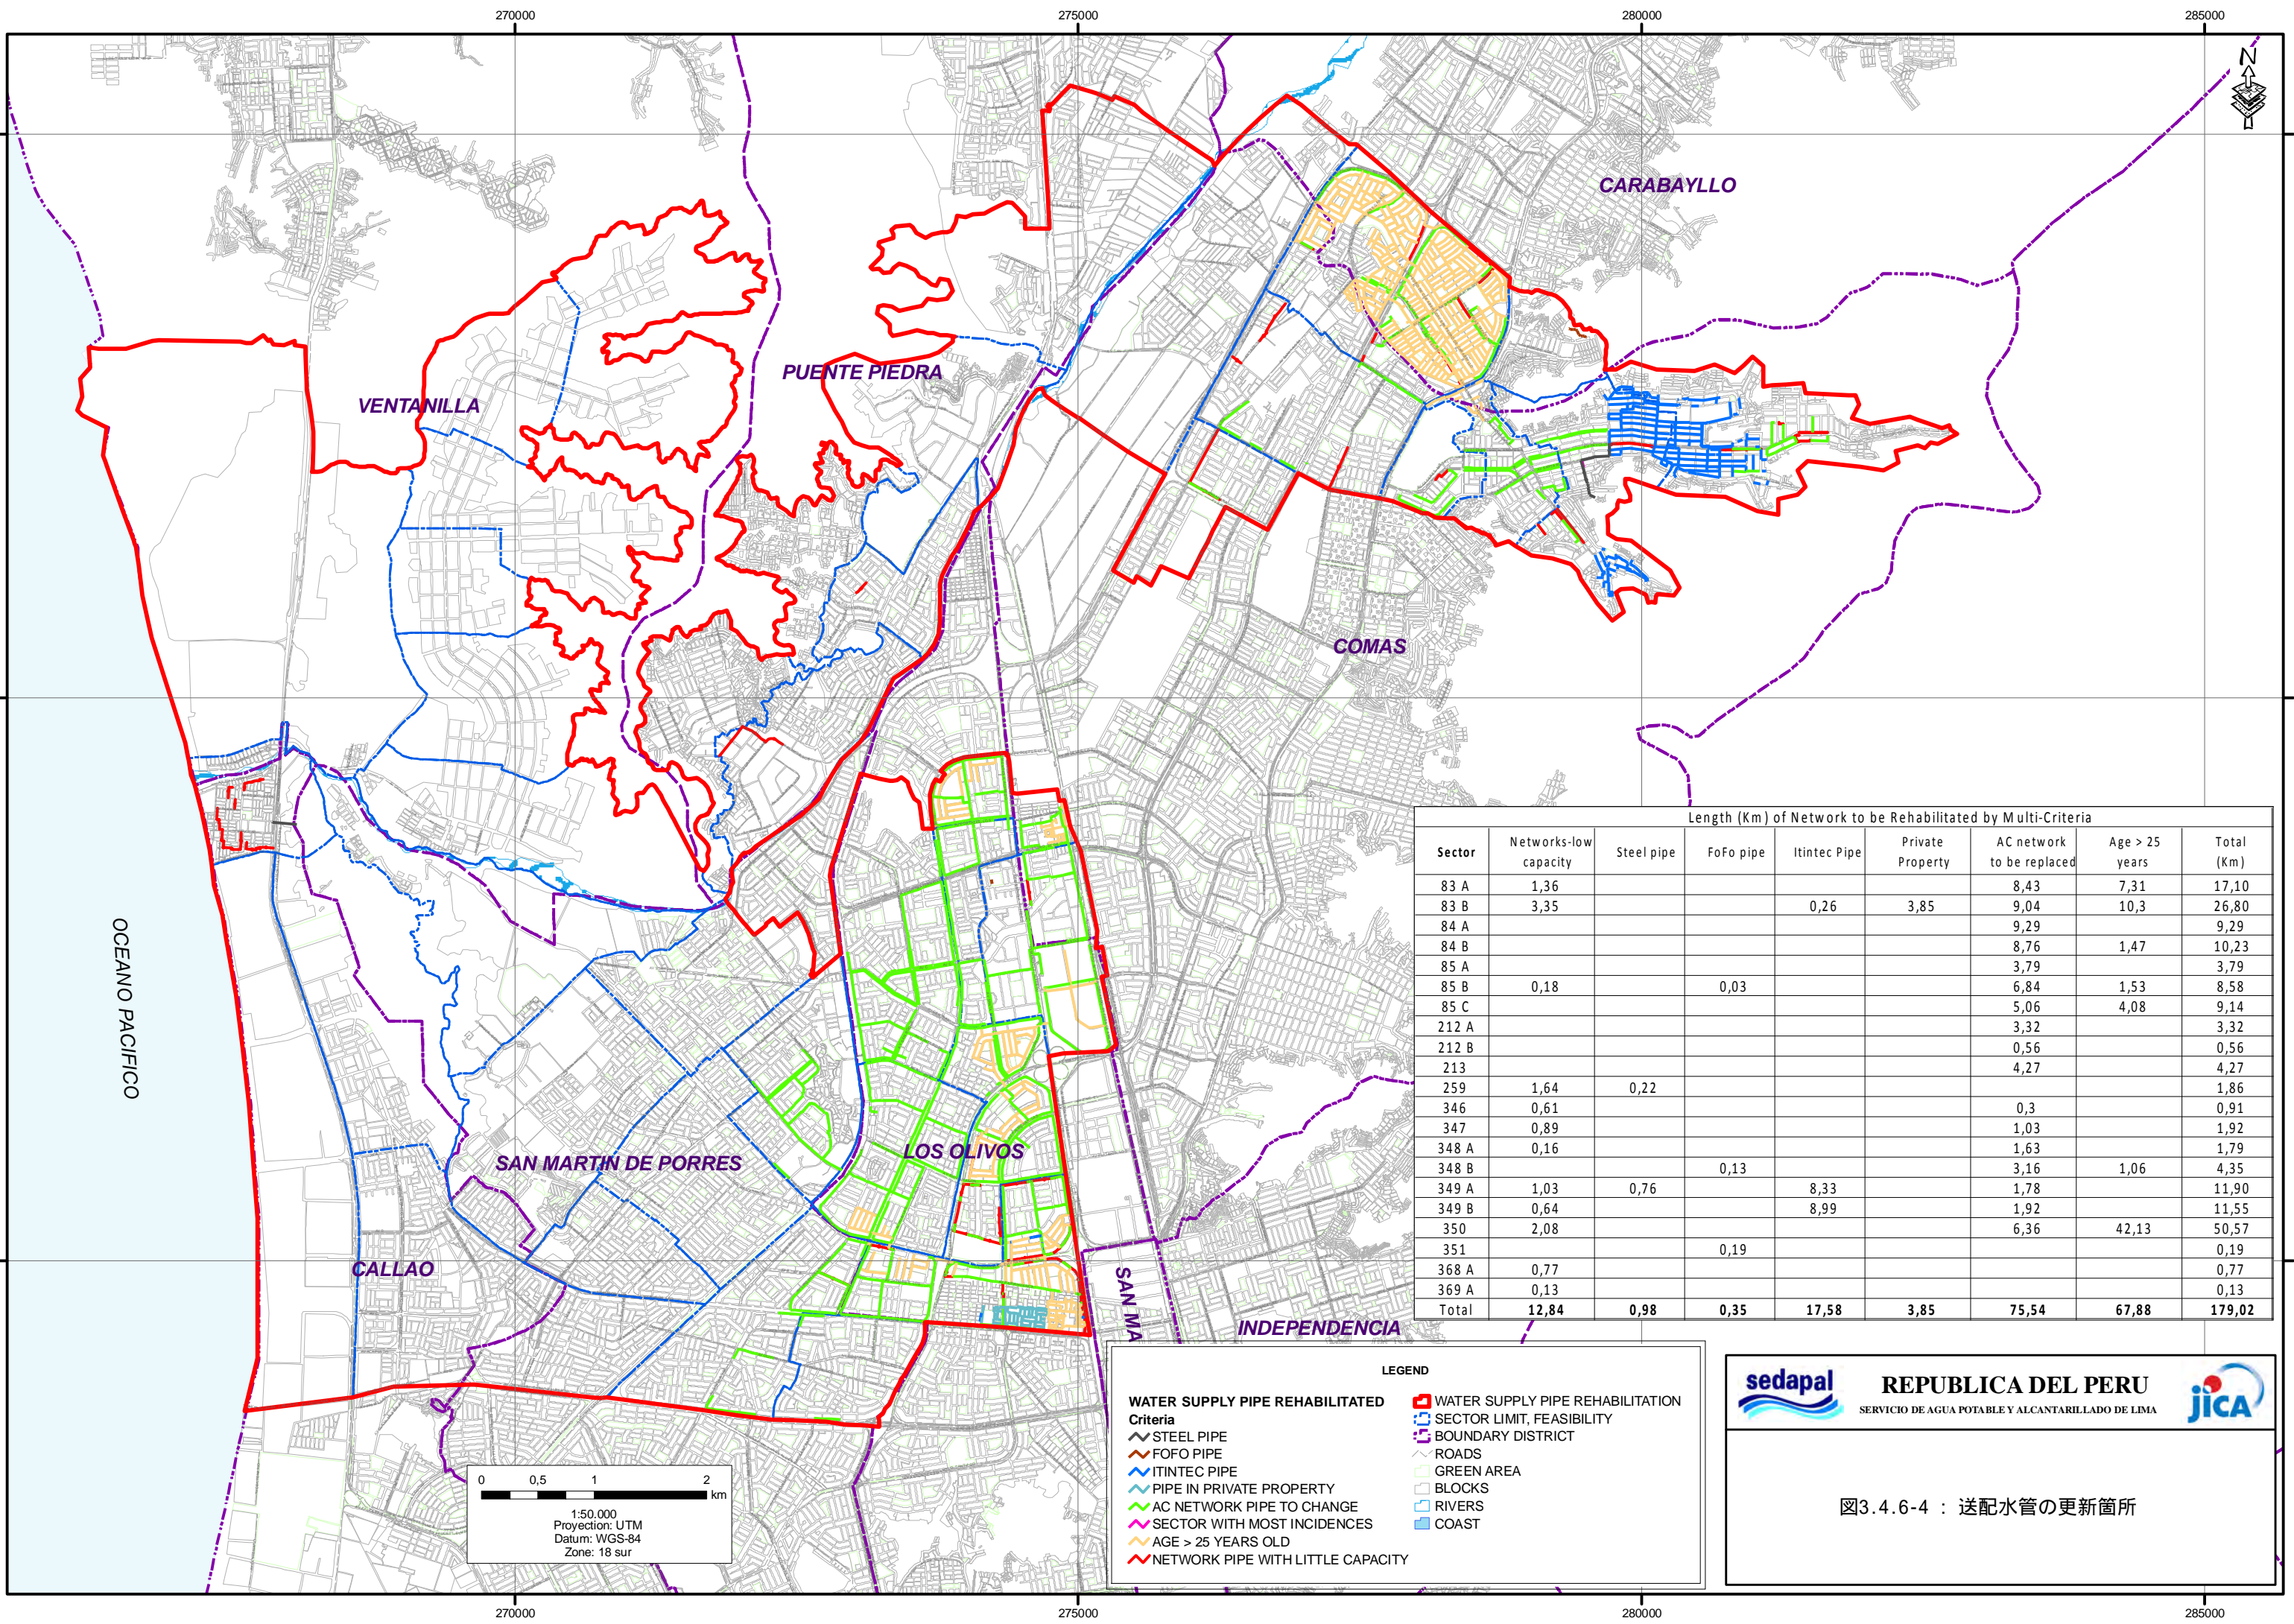 270000 275000 280000 285000
N
CARABAYLLO
PUENTE PIEDRA
VENTANILLA
COMAS
OCEANO PACIFICO
SAN MARTIN DE PORRES
LOS OLIVOS
CALLAO
SAN MA
INDEPENDENCIA
Length (Km) of Network to be Rehabilitated by Multi-Criteria
Sector Networks-low capacity Steel pipe FoFo pipe Itintec Pipe Private Property AC network to be replaced Age > 25 years Total (Km)
83 A 1,36 8,43 7,31 17,10
83 B 3,35 0,26 3,85 9,04 10,3 26,80
84 A 9,29 9,29
84 B 8,76 1,47 10,23
85 A 3,79 3,79
85 B 0,18 0,03 6,84 1,53 8,58
85 C 5,06 4,08 9,14
212 A 3,32 3,32
212 B 0,56 0,56
213 4,27 4,27
259 1,64 0,22 1,86
346 0,61 0,3 0,91
347 0,89 1,03 1,92
348 A 0,16 1,63 1,79
348 B 0,13 3,16 1,06 4,35
349 A 1,03 0,76 8,33 1,78 11,90
349 B 0,64 8,99 1,92 11,55
350 2,08 6,36 42,13 50,57
351 0,19 0,19
368 A 0,77 0,77
369 A 0,13 0,13
Total 12,84 0,98 0,35 17,58 3,85 75,54 67,88 179,02
LEGEND
WATER SUPPLY PIPE REHABILITATED
Criteria
STEEL PIPE
FOFO PIPE
ITINTEC PIPE
PIPE IN PRIVATE PROPERTY
AC NETWORK PIPE TO CHANGE
SECTOR WITH MOST INCIDENCES
AGE > 25 YEARS OLD
NETWORK PIPE WITH LITTLE CAPACITY
WATER SUPPLY PIPE REHABILITATION
SECTOR LIMIT, FEASIBILITY
BOUNDARY DISTRICT
ROADS
GREEN AREA
BLOCKS
RIVERS
COAST
sedapal
REPUBLICA DEL PERU
SERVICIO DE AGUA POTABLE Y ALCANTARILLADO DE LIMA
jICA
図3.4.6-4 : 送配水管の更新箇所
0 0,5 1 2
km
1:50.000
Proyection: UTM
Datum: WGS-84
Zone: 18 sur
270000 275000 280000 285000